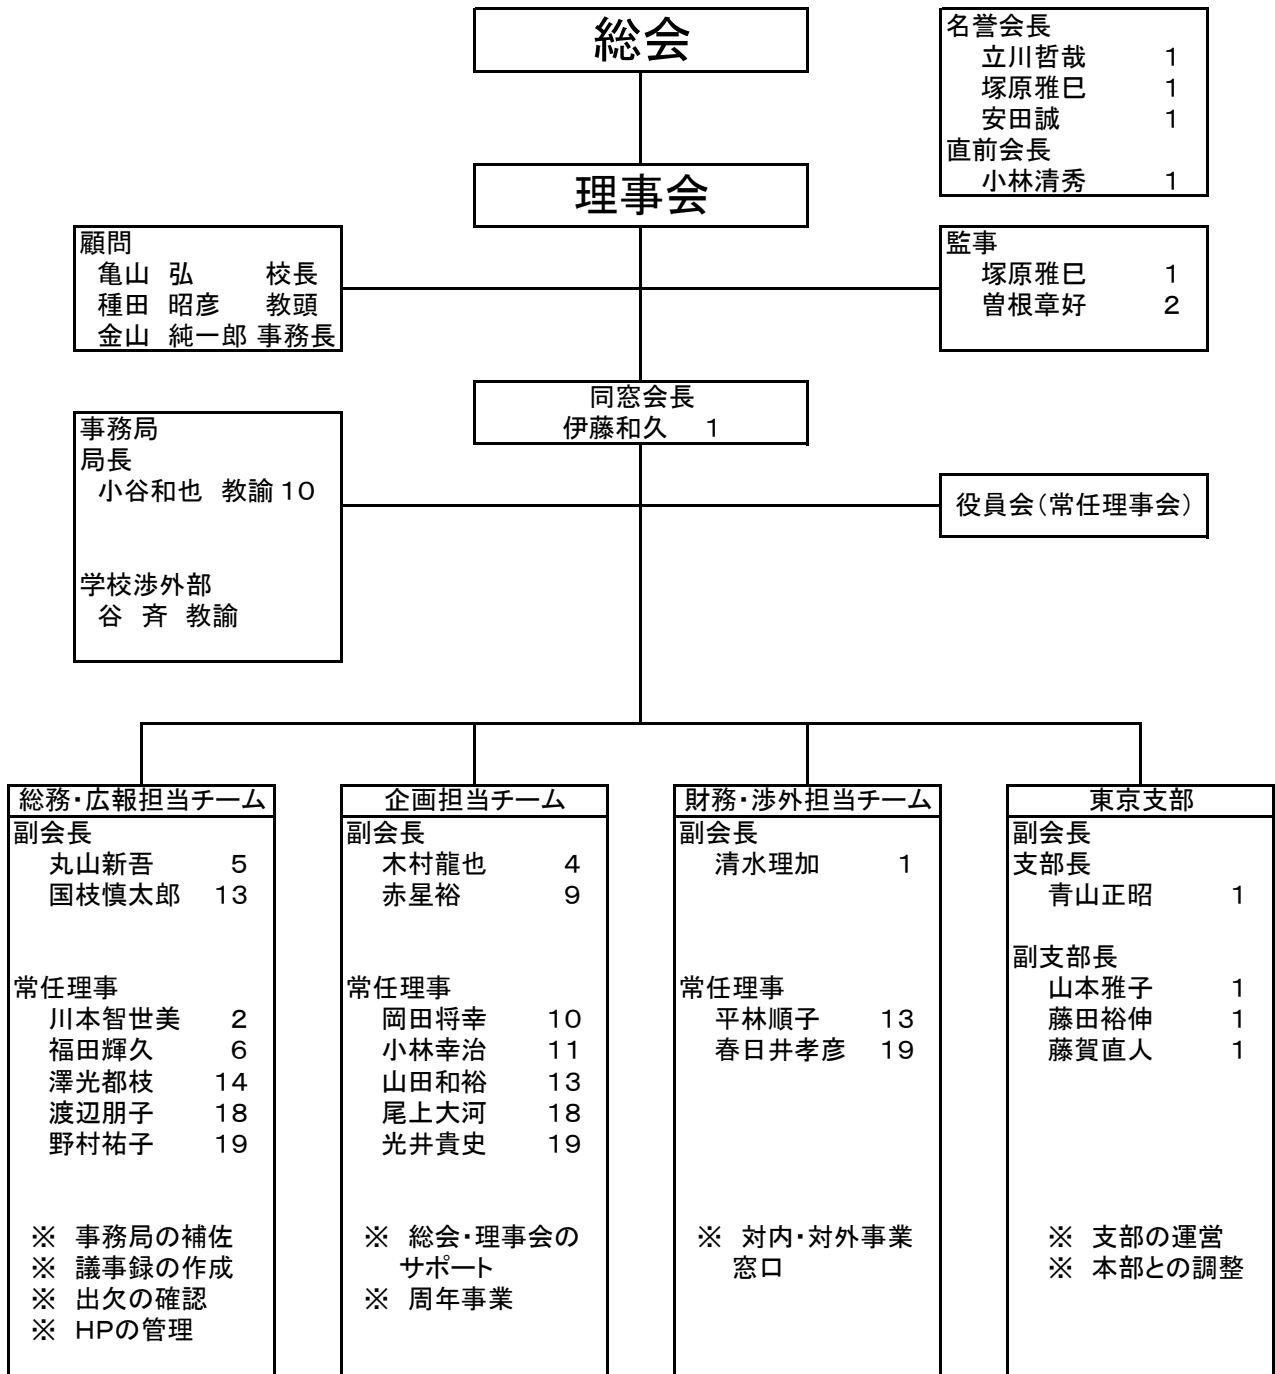 総会
名誉会長
立川哲哉 1
塚原雅巳 1
安田誠 1
直前会長
小林清秀 1
理事会
顧問
亀山 弘 校長
種田 昭彦 教頭
金山 純一郎 事務長
監事
塚原雅巳 1
曽根章好 2
同窓会長
伊藤和久 1
事務局
局長
小谷和也 教諭 10
学校渉外部
谷 斉 教諭
役員会(常任理事会)
総務・広報担当チーム
副会長
丸山新吾 5
国枝慎太郎 13
常任理事
川本智世美 2
福田輝久 6
澤光都枝 14
渡辺朋子 18
野村祐子 19
※ 事務局の補佐
※ 議事録の作成
※ 出欠の確認
※ HPの管理
企画担当チーム
副会長
木村龍也 4
赤星裕 9
常任理事
岡田将幸 10
小林幸治 11
山田和裕 13
尾上大河 18
光井貴史 19
※ 総会・理事会の
サポート
※ 周年事業
財務・渉外担当チーム
副会長
清水理加 1
常任理事
平林順子 13
春日井孝彦 19
※ 対内・対外事業
窓口
東京支部
副会長
支部長
青山正昭 1
副支部長
山本雅子 1
藤田裕伸 1
藤賀直人 1
※ 支部の運営
※ 本部との調整